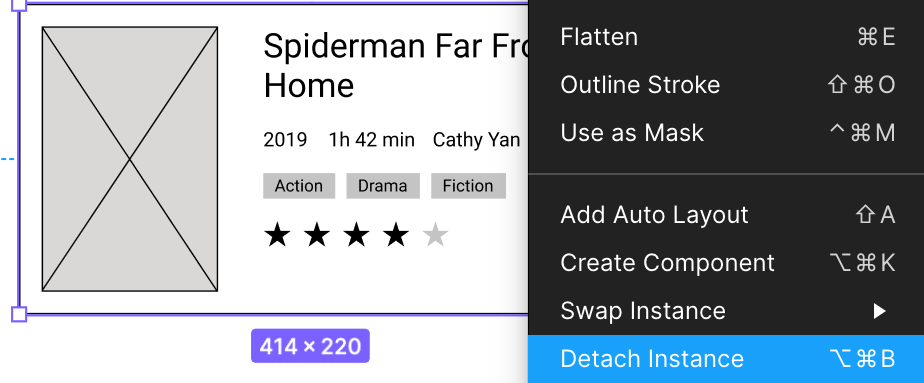 Spiderman Far Fro
Home
2019 1h 42 min Cathy Yan
Action Drama Fiction
414 × 220
Flatten ⌘E
Outline Stroke ⇧⌘O
Use as Mask ^⌘M
Add Auto Layout ⇧A
Create Component ⌥⌘K
Swap Instance
Detach Instance ⌥⌘B